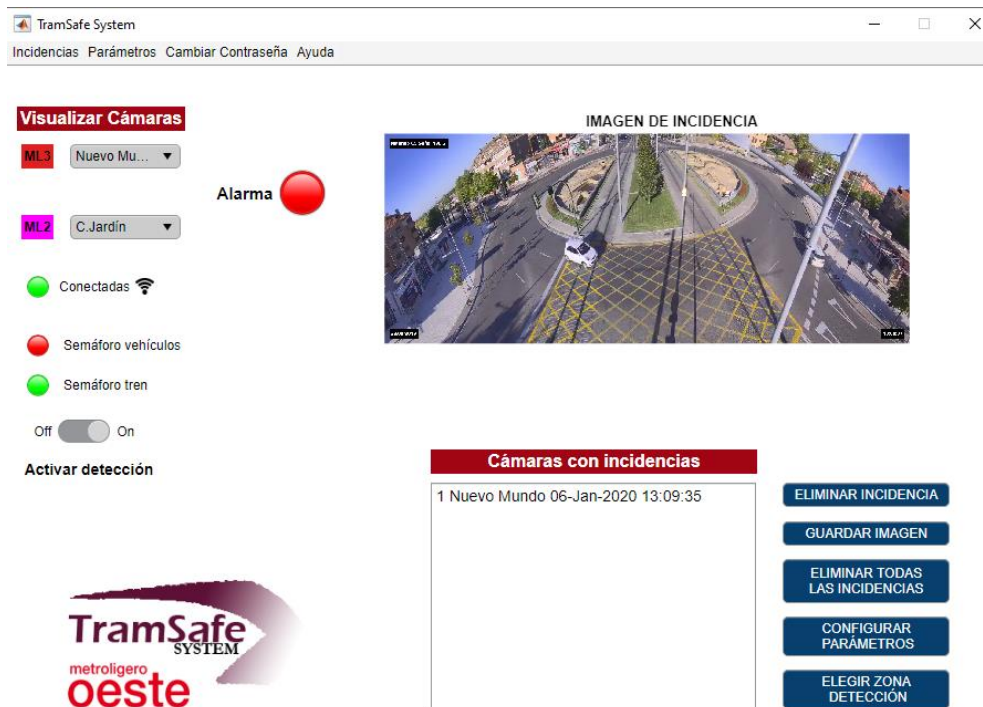 TramSafe System
Incidencias Parámetros Cambiar Contraseña Ayuda
Visualizar Cámaras
ML3 Nuevo Mu...
Alarma
ML2 C.Jardín
Conectadas
Semáforo vehículos
Semáforo tren
Off On
Activar detección
IMAGEN DE INCIDENCIA
Cámaras con incidencias
1 Nuevo Mundo 06-Jan-2020 13:09:35
ELIMINAR INCIDENCIA
GUARDAR IMAGEN
ELIMINAR TODAS
LAS INCIDENCIAS
CONFIGURAR
PARÁMETROS
ELEGIR ZONA
DETECCIÓN
TramSafe
SYSTEM
metroligero
oeste